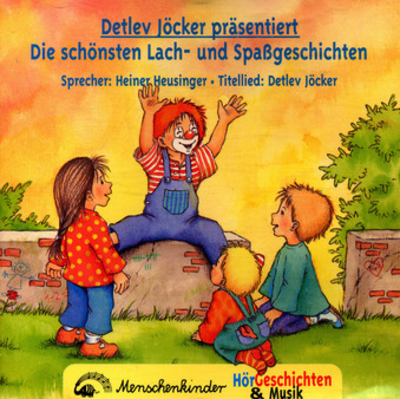 Detlev Jöcker präsentiert
Die schönsten Lach- und Spaßgeschichten
Sprecher: Heiner Heusinger • Titellied: Detlev Jöcker
Menschenkinder
HörGeschichten
& Musik